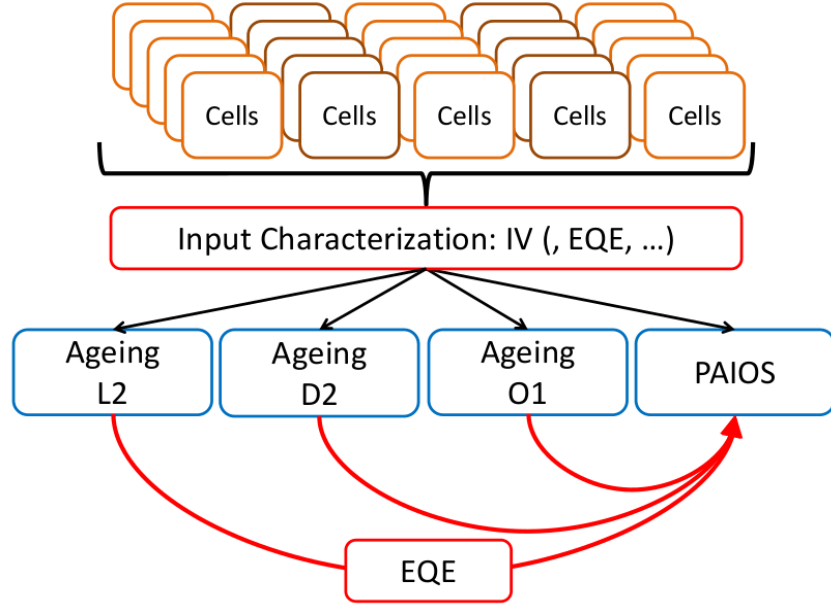 Cells Cells Cells Cells Cells
Input Characterization: IV (, EQE, ...)
Ageing
L2
Ageing
D2
Ageing
O1
PAIOS
EQE